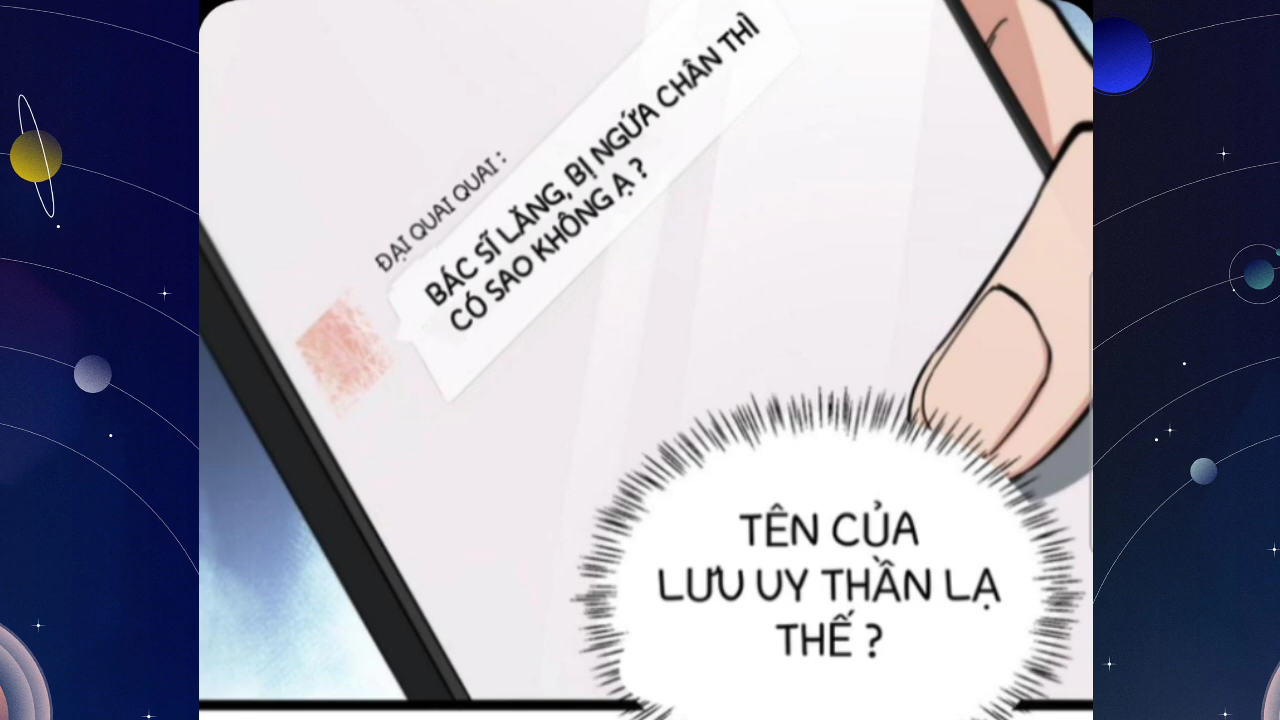 ĐẠI QUAI QUAI :
BÁC SĨ LĂNG, BỊ NGỨA CHÂN THÌ
CÓ SAO KHÔNG Ạ ?
TÊN CỦA
LƯU UY THẦN LẠ
THẾ ?